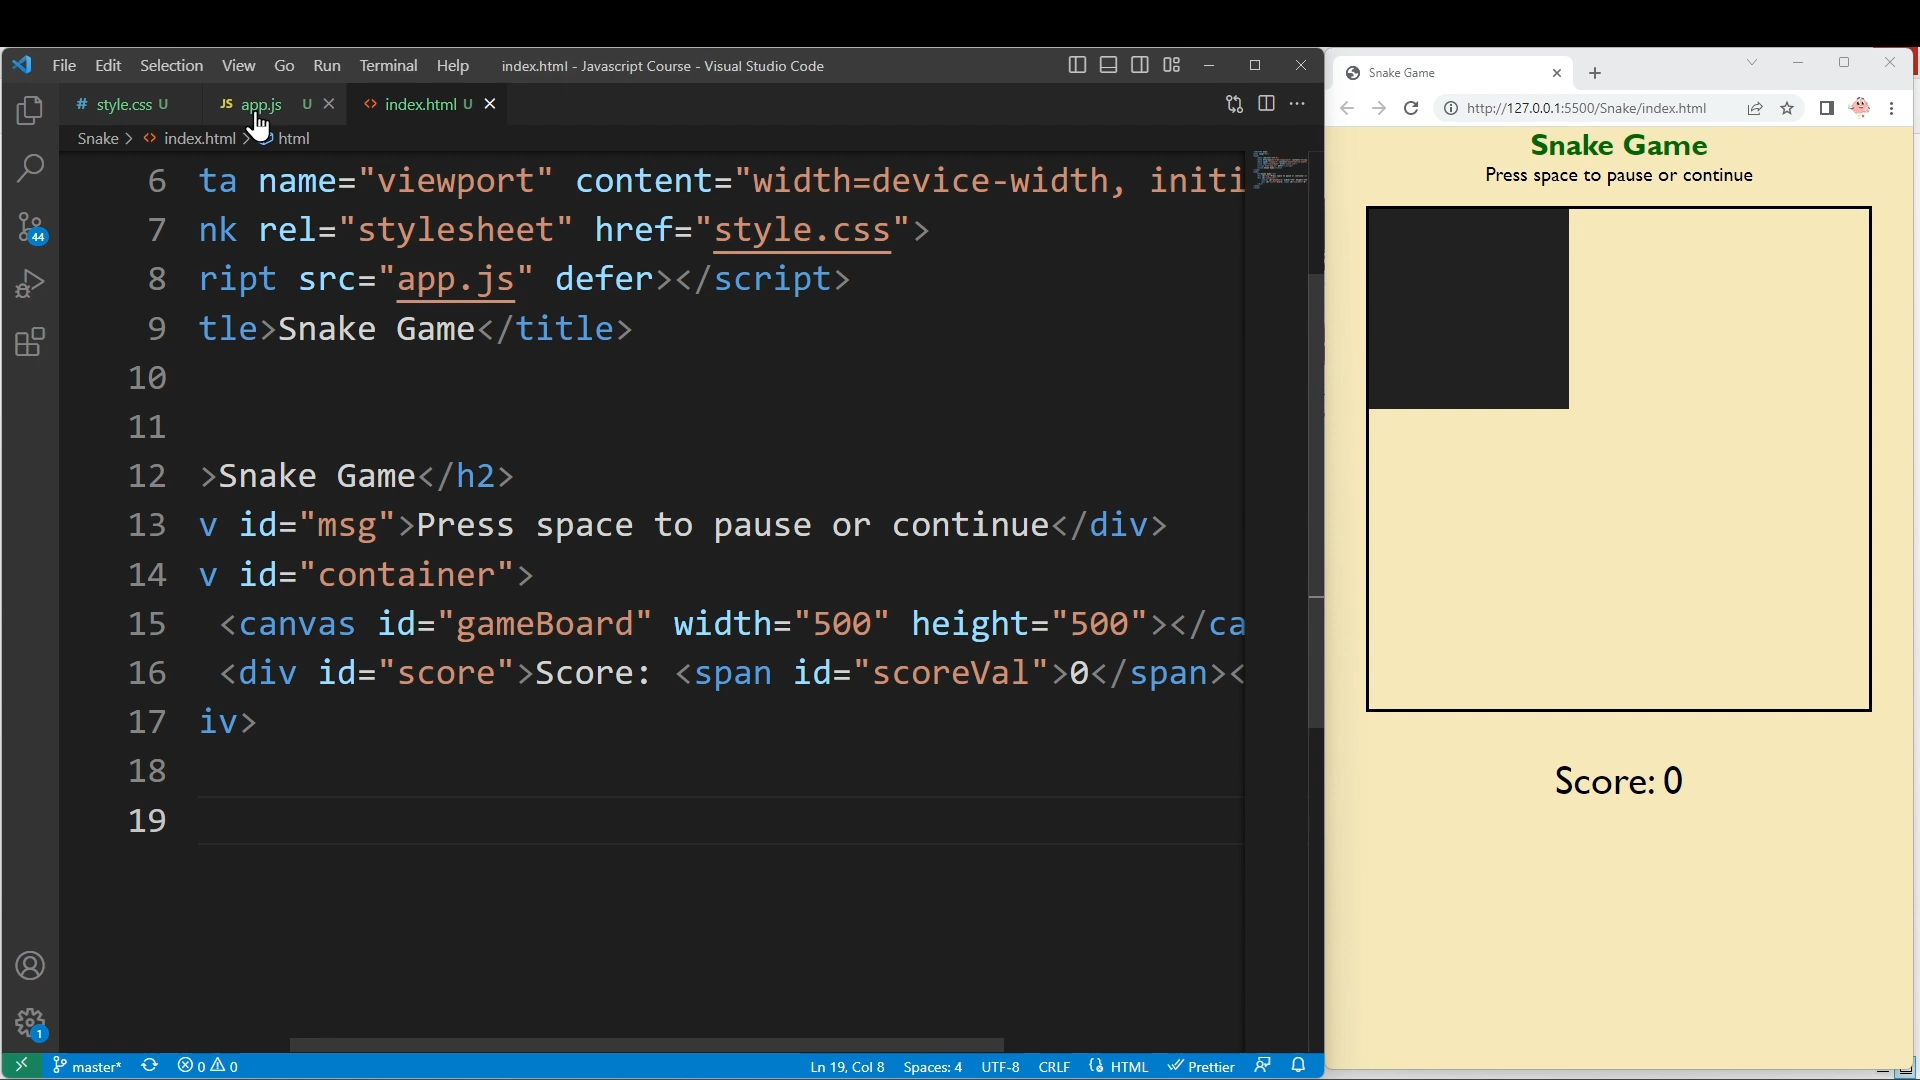 File Edit Selection View Go Run Terminal Help index.html - Javascript Course - Visual Studio Code
# style.css U JS app.js U <> index.html U
Snake > <> index.html > html
6 ta name="viewport" content="width=device-width, initi
7 nk rel="stylesheet" href="style.css">
8 ript src="app.js" defer></script>
9 tle>Snake Game</title>
10
11
12 >Snake Game</h2>
13 v id="msg">Press space to pause or continue</div>
14 v id="container">
15 <canvas id="gameBoard" width="500" height="500"></ca
16 <div id="score">Score: <span id="scoreVal">0</span><
17 iv>
18
19
44
1
master* 0 0 Ln 19, Col 8 Spaces: 4 UTF-8 CRLF HTML Prettier
Snake Game
http://127.0.0.1:5500/Snake/index.html
Snake Game
Press space to pause or continue
Score: 0